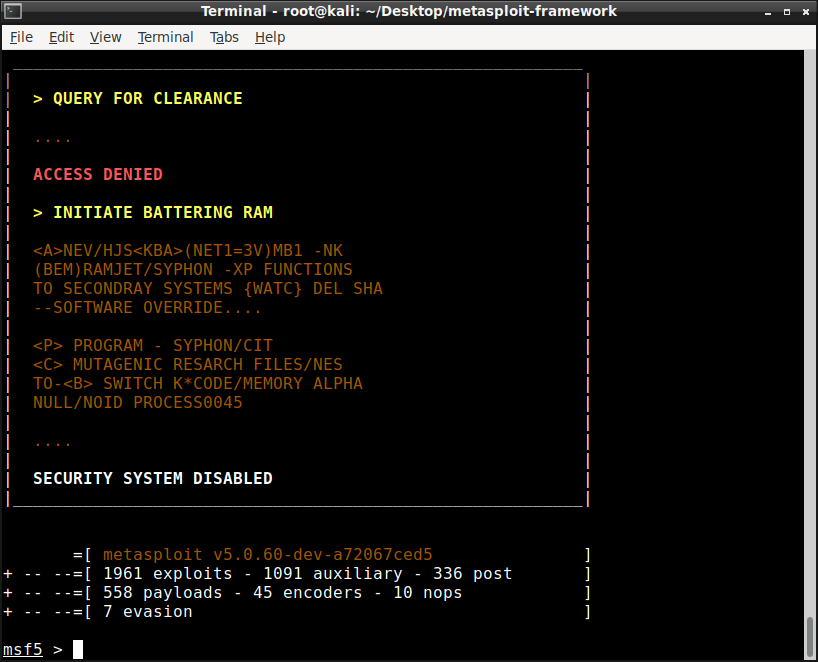 Terminal - root@kali: ~/Desktop/metasploit-framework
File Edit View Terminal Tabs Help
> QUERY FOR CLEARANCE
....
ACCESS DENIED
> INITIATE BATTERING RAM
<A>NEV/HJS<KBA>(NET1=3V)MB1 -NK
(BEM)RAMJET/SYPHON -XP FUNCTIONS
TO SECONDRAY SYSTEMS {WATC} DEL SHA
--SOFTWARE OVERRIDE....
<P> PROGRAM - SYPHON/CIT
<C> MUTAGENIC RESARCH FILES/NES
TO-<B> SWITCH K*CODE/MEMORY ALPHA
NULL/NOID PROCESS0045
....
SECURITY SYSTEM DISABLED
=[ metasploit v5.0.60-dev-a72067ced5 ]
+ -- --=[ 1961 exploits - 1091 auxiliary - 336 post ]
+ -- --=[ 558 payloads - 45 encoders - 10 nops ]
+ -- --=[ 7 evasion ]
msf5 >